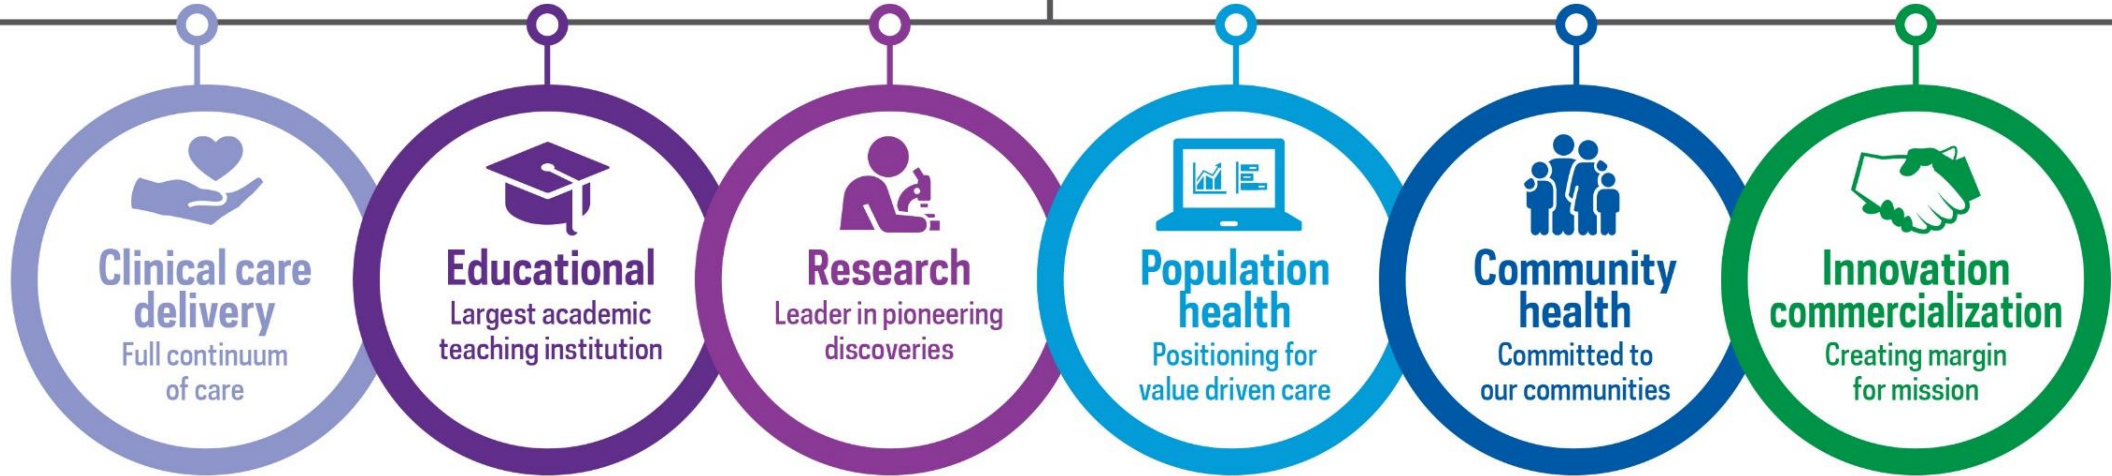 Clinical care
delivery
Full continuum
of care
Educational
Largest academic
teaching institution
Research
Leader in pioneering
discoveries
Population
health
Positioning for
value driven care
Community
health
Committed to
our communities
Innovation
commercialization
Creating margin
for mission